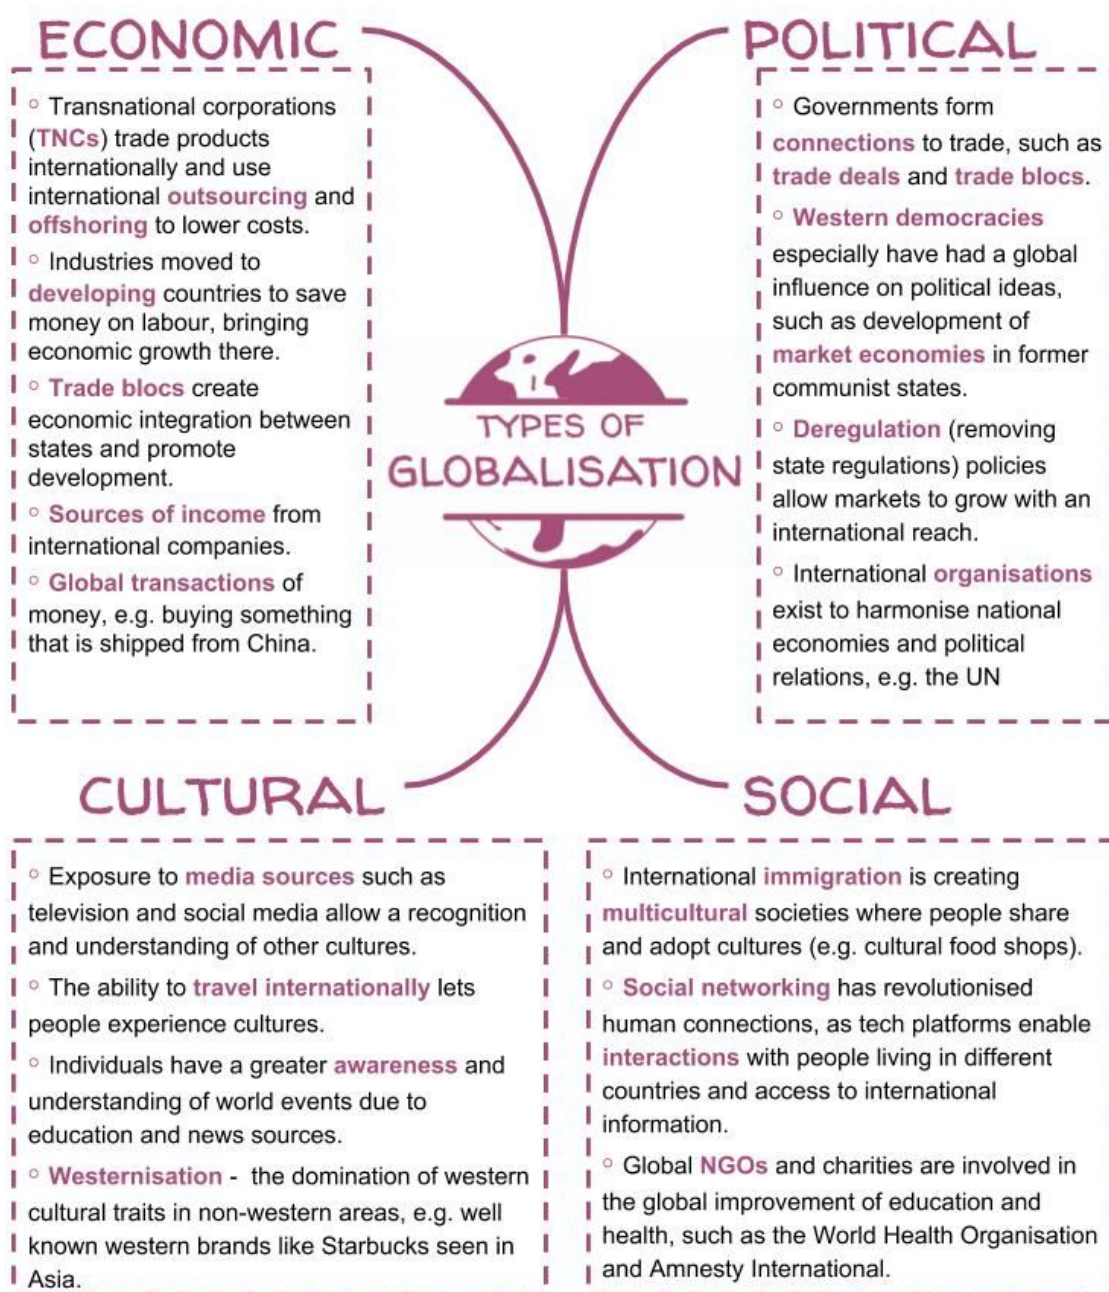 ECONOMIC
◦ Transnational corporations
(TNCs) trade products
internationally and use
international outsourcing and
offshoring to lower costs.
◦ Industries moved to
developing countries to save
money on labour, bringing
economic growth there.
◦ Trade blocs create
economic integration between
states and promote
development.
◦ Sources of income from
international companies.
◦ Global transactions of
money, e.g. buying something
that is shipped from China.
POLITICAL
◦ Governments form
connections to trade, such as
trade deals and trade blocs.
◦ Western democracies
especially have had a global
influence on political ideas,
such as development of
market economies in former
communist states.
◦ Deregulation (removing
state regulations) policies
allow markets to grow with an
international reach.
◦ International organisations
exist to harmonise national
economies and political
relations, e.g. the UN
TYPES OF
GLOBALISATION
CULTURAL
◦ Exposure to media sources such as
television and social media allow a recognition
and understanding of other cultures.
◦ The ability to travel internationally lets
people experience cultures.
◦ Individuals have a greater awareness and
understanding of world events due to
education and news sources.
◦ Westernisation - the domination of western
cultural traits in non-western areas, e.g. well
known western brands like Starbucks seen in
Asia.
SOCIAL
◦ International immigration is creating
multicultural societies where people share
and adopt cultures (e.g. cultural food shops).
◦ Social networking has revolutionised
human connections, as tech platforms enable
interactions with people living in different
countries and access to international
information.
◦ Global NGOs and charities are involved in
the global improvement of education and
health, such as the World Health Organisation
and Amnesty International.